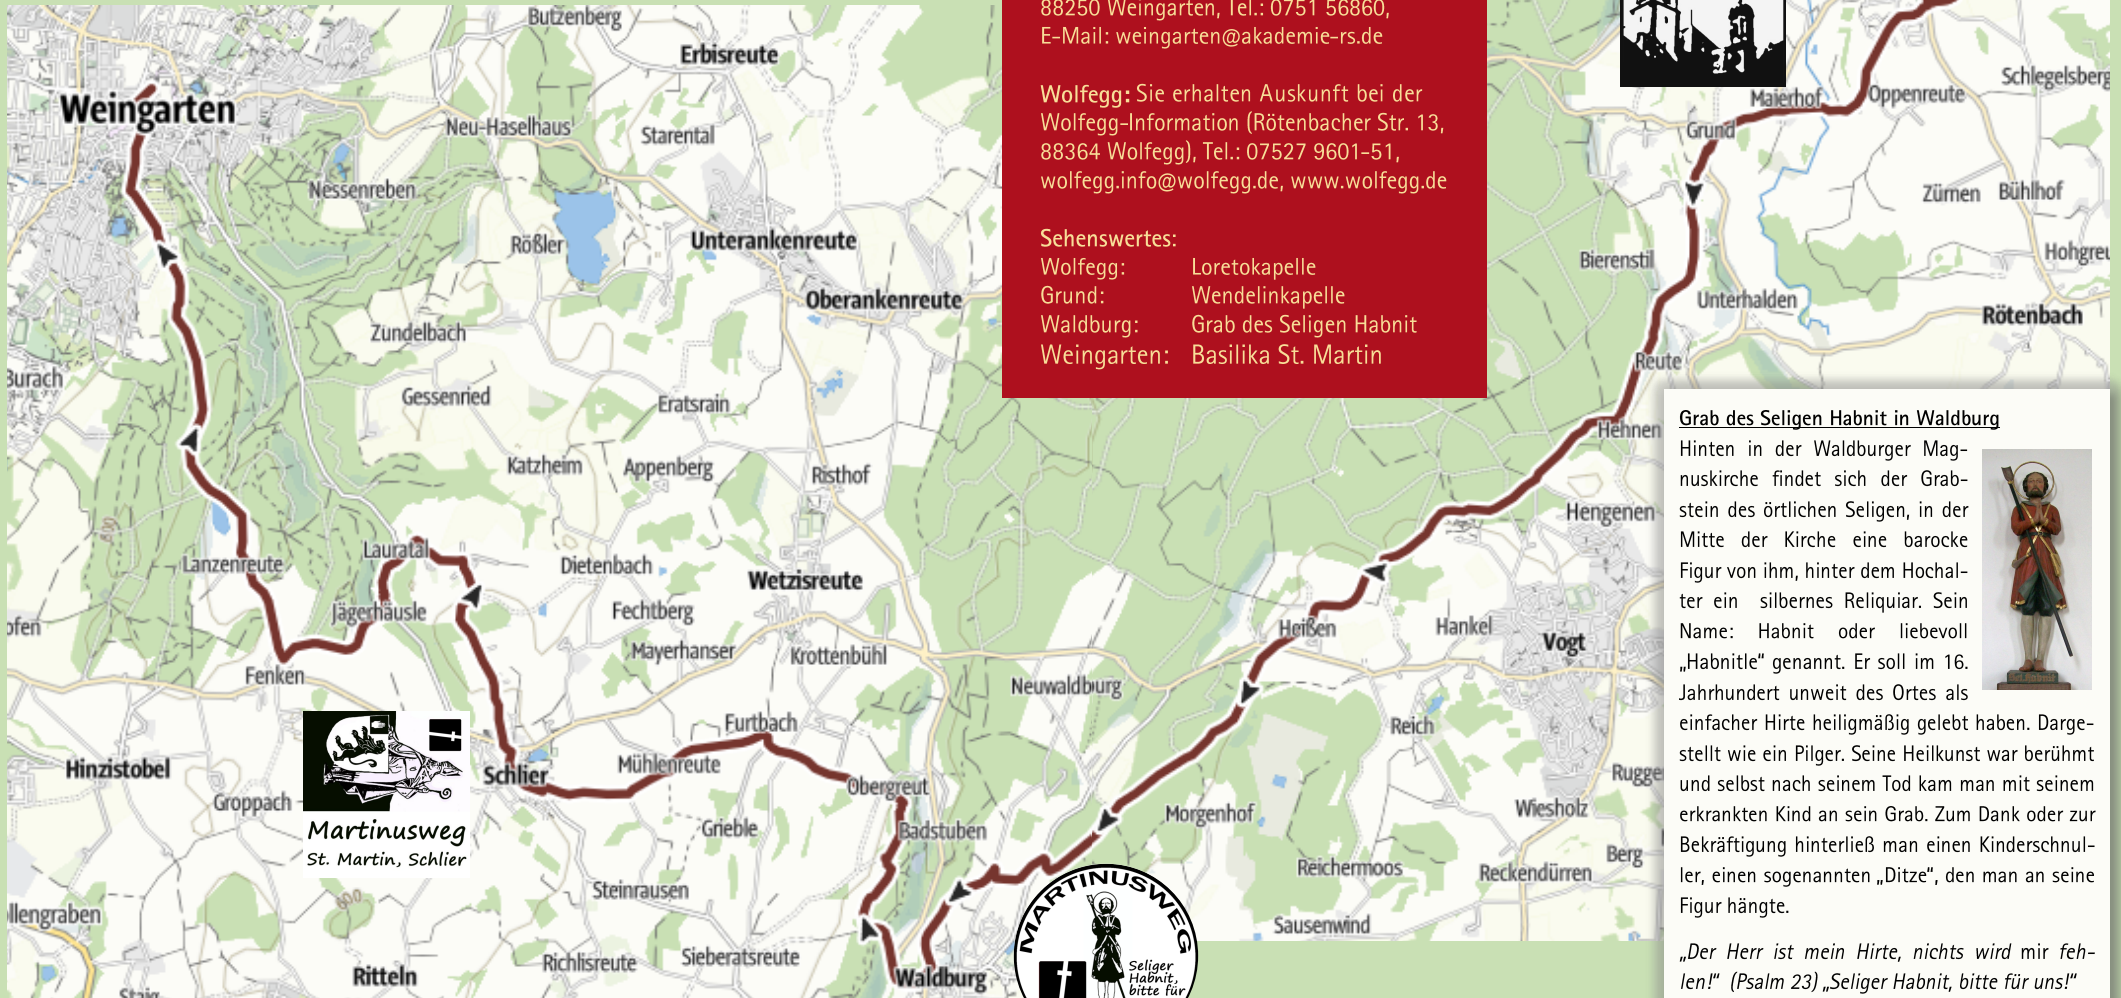 88250 Weingarten, Tel.: 0751 56860,
E-Mail: weingarten@akademie-rs.de
Wolfegg: Sie erhalten Auskunft bei der
Wolfegg-Information (Rötenbacher Str. 13,
88364 Wolfegg), Tel.: 07527 9601-51,
wolfegg.info@wolfegg.de, www.wolfegg.de
Sehenswertes:
Wolfegg: Loretokapelle
Grund: Wendelinkapelle
Waldburg: Grab des Seligen Habnit
Weingarten: Basilika St. Martin
Butzenberg
Erbisreute
Weingarten
Neu-Haselhaus
Starental
Nessenreben
Rößler
Unterankenreute
Oberankenreute
Zundelbach
Burach
Gessenried
Eratsrain
Katzheim
Appenberg
Risthof
Lauratal
Lanzenreute
Dietenbach
Wetzisreute
Jägerhäusle
Fechtberg
ofen
Mayerhanser
Krottenbühl
Fenken
Neuwaldburg
Furtbach
Hinzistobel
Schlier
Mühlenreute
Obergreut
Groppach
Grieble
Badstuben
Martinusweg
St. Martin, Schlier
Steinrausen
600
llengraben
Ritteln
Richlisreute
Sieberatsreute
Waldburg
Staig
MARTINUSWEG
Seliger
Habnit,
bitte für
Schlegelsberg
Maierhof
Oppenreute
Grund
Zürnen
Bühlhof
Bierenstil
Hohgreu
Unterhalden
Rötenbach
Reute
Hehnen
Hengenen
Heißen
Hankel
Vogt
Reich
Rugge
Morgenhof
Wiesholz
Reichermoos
Reckendürren
Berg
Sausenwind
Grab des Seligen Habnit in Waldburg
Hinten in der Waldburger Mag-
nuskirche findet sich der Grab-
stein des örtlichen Seligen, in der
Mitte der Kirche eine barocke
Figur von ihm, hinter dem Hochal-
ter ein silbernes Reliquiar. Sein
Name: Habnit oder liebevoll
„Habnitle“ genannt. Er soll im 16.
Jahrhundert unweit des Ortes als
einfacher Hirte heiligmäßig gelebt haben. Darge-
stellt wie ein Pilger. Seine Heilkunst war berühmt
und selbst nach seinem Tod kam man mit seinem
erkrankten Kind an sein Grab. Zum Dank oder zur
Bekräftigung hinterließ man einen Kinderschnul-
ler, einen sogenannten „Ditze“, den man an seine
Figur hängte.
„Der Herr ist mein Hirte, nichts wird mir feh-
len!“ (Psalm 23) „Seliger Habnit, bitte für uns!“